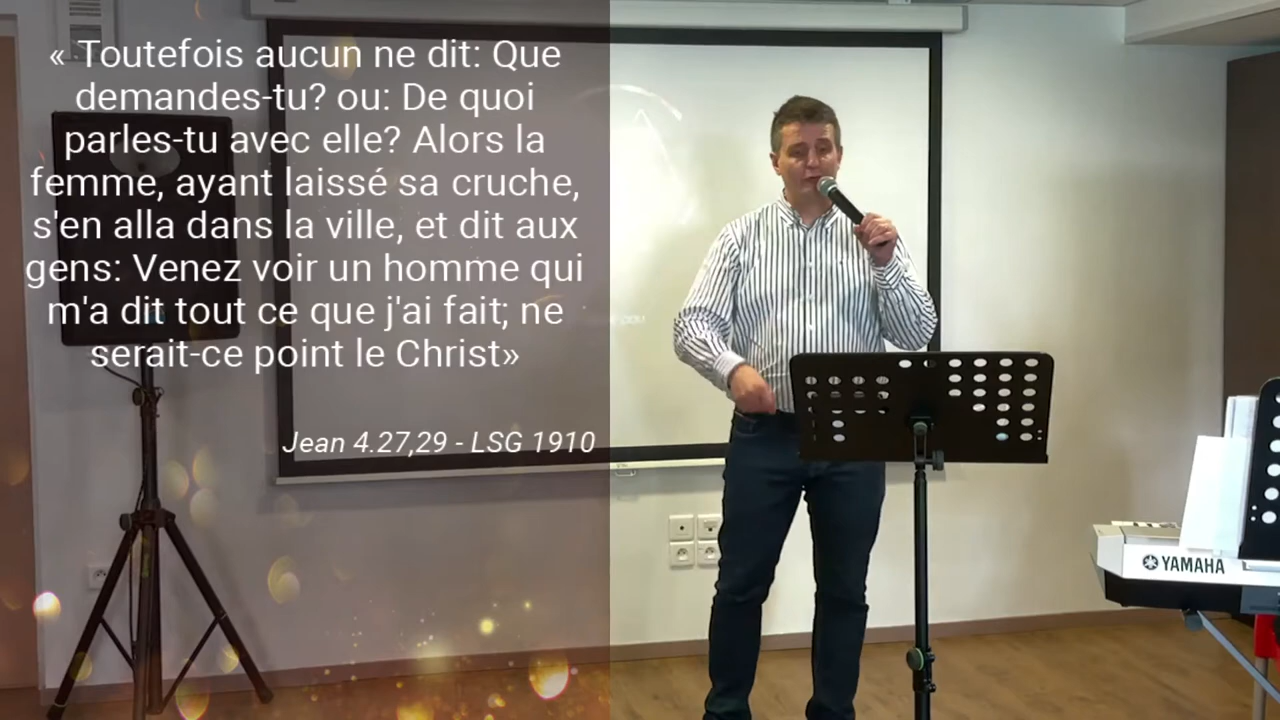 « Toutefois aucun ne dit: Que
demandes-tu? ou: De quoi
parles-tu avec elle? Alors la
femme, ayant laissé sa cruche,
s'en alla dans la ville, et dit aux
gens: Venez voir un homme qui
m'a dit tout ce que j'ai fait; ne
serait-ce point le Christ»
Jean 4.27,29 - LSG 1910
YAMAHA